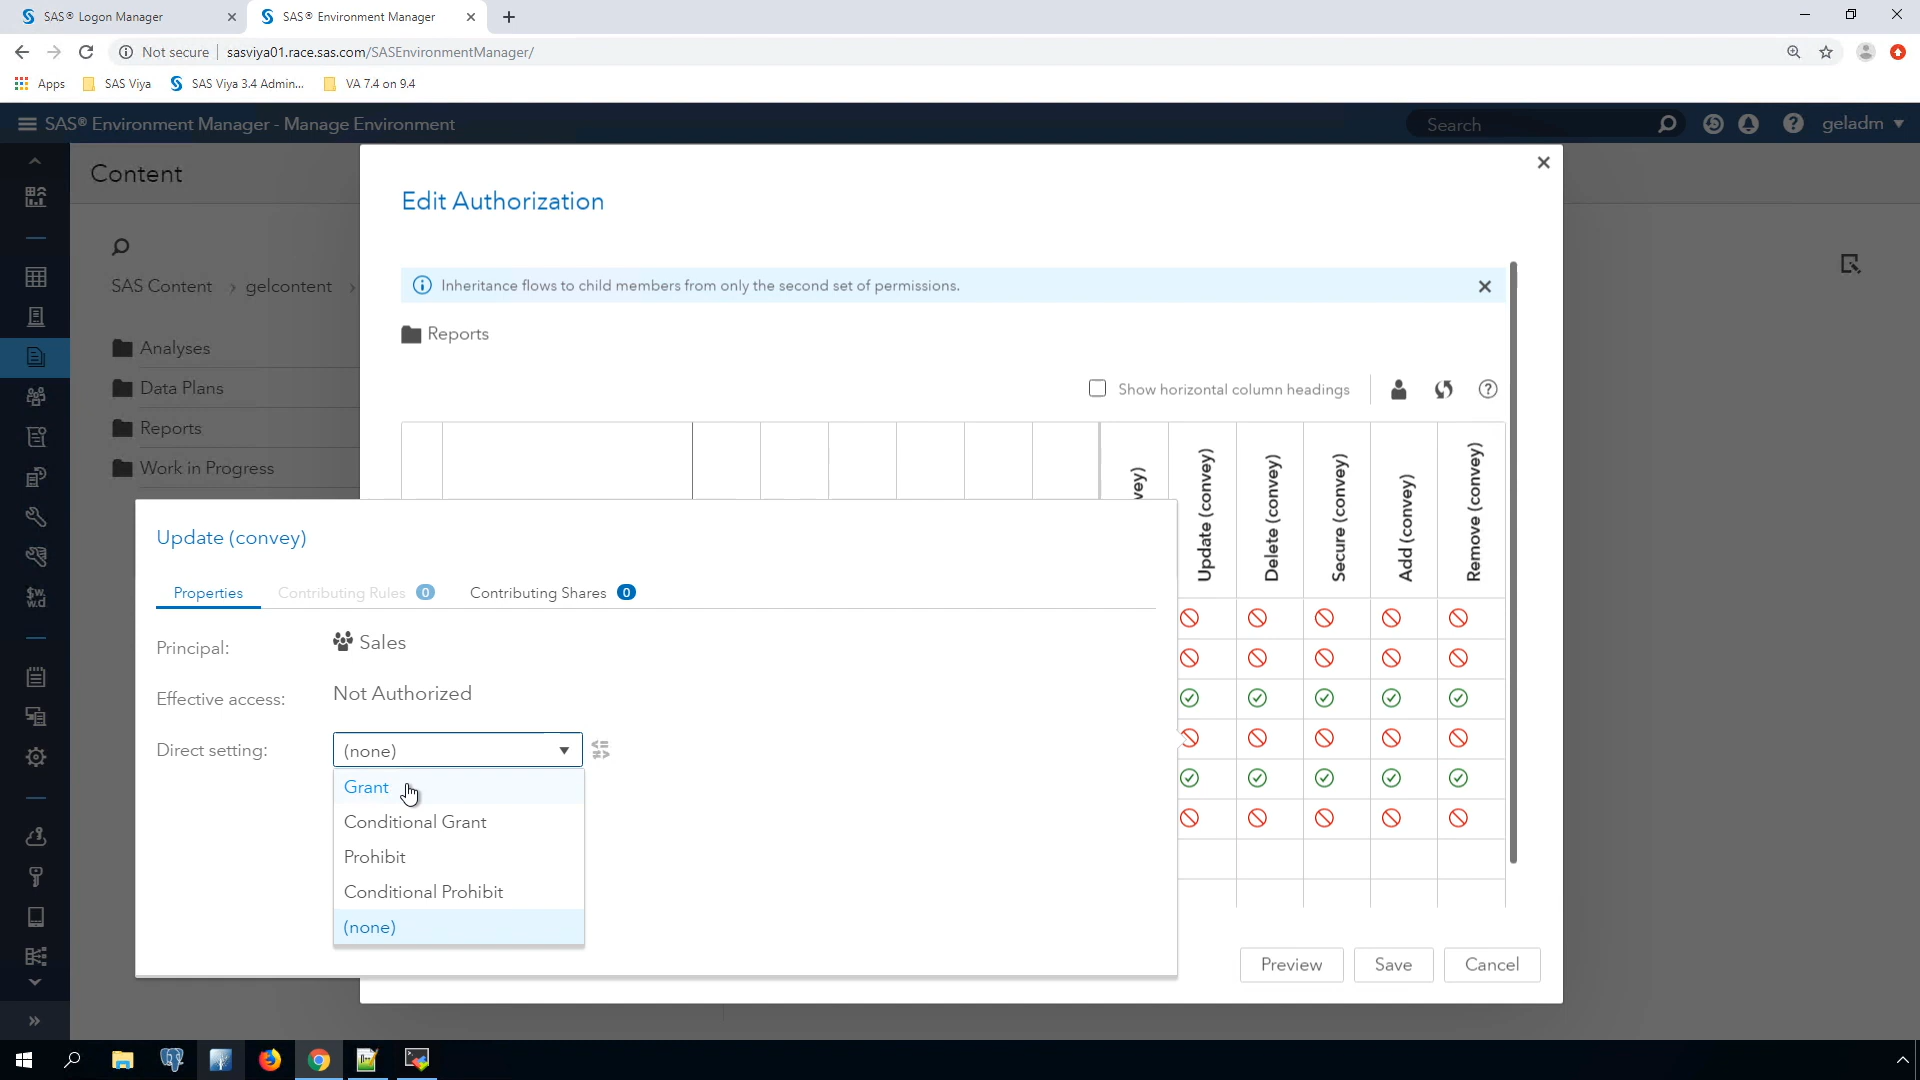 SAS® Logon Manager
SAS® Environment Manager
Not secure
sasviya01.race.sas.com/SASEnvironmentManager/
Apps
SAS Viya
SAS Viya 3.4 Admin...
VA 7.4 on 9.4
SAS® Environment Manager - Manage Environment
Search
geladm
Content
SAS Content > gelcontent >
Analyses
Data Plans
Reports
Work in Progress
Edit Authorization
Inheritance flows to child members from only the second set of permissions.
Reports
Show horizontal column headings
vey)
Update (convey)
Delete (convey)
Secure (convey)
Add (convey)
Remove (convey)
Update (convey)
Properties
Contributing Rules 0
Contributing Shares 0
Principal:
Sales
Effective access:
Not Authorized
Direct setting:
(none)
Grant
Conditional Grant
Prohibit
Conditional Prohibit
(none)
Preview
Save
Cancel
$w.
w.d